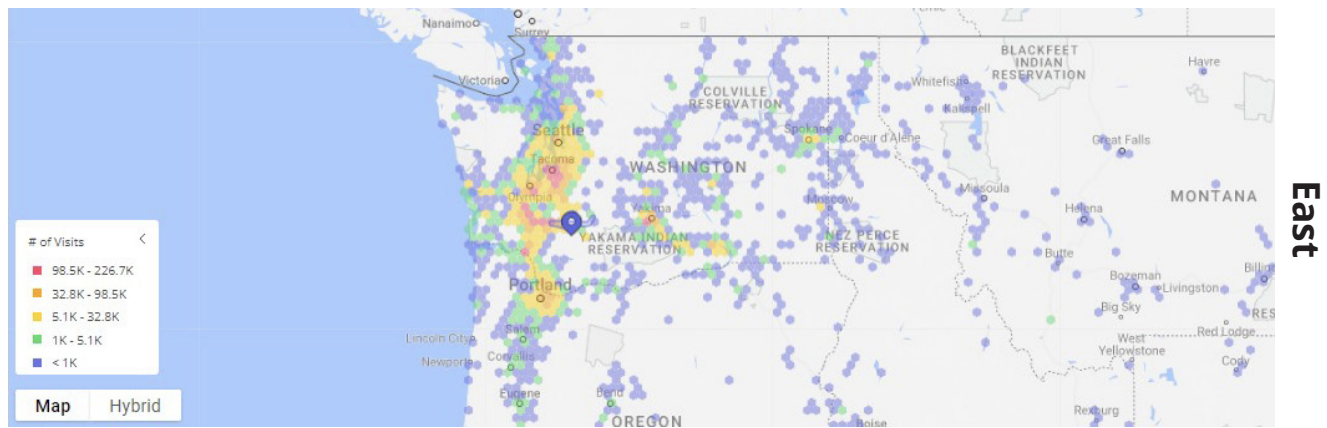 Nanaimo
Surrey
Victoria
BLACKFEET
INDIAN
RESERVATION
Havre
Whitefish
Kalispell
COLVILLE
RESERVATION
Seattle
Spokane
Coeur d'Alene
Great Falls
Tacoma
WASHINGTON
Olympia
Moscow
Missoula
MONTANA
Yakima
Helena
East
YAKAMA INDIAN
RESERVATION
NEZ PERCE
RESERVATION
Butte
# of Visits
98.5K - 226.7K
32.8K - 98.5K
5.1K - 32.8K
1K - 5.1K
< 1K
Portland
Bozeman
Livingston
Billin
Big Sky
RES
Salem
Lincoln City
Red Lodge
West
Yellowstone
Corvallis
Newport
Cody
Eugene
Bend
Rexburg
OREGON
Boise
Map
Hybrid